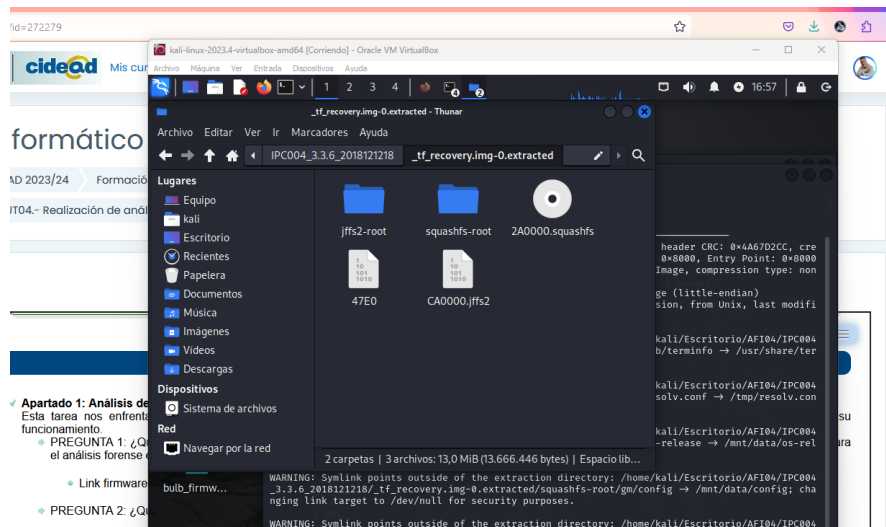 ?id=272279
cidead
Mis cur
formático
AD 2023/24
Formació
UT04.- Realización de anál
Apartado 1: Análisis de
Esta tarea nos enfrenta
su
funcionamiento.
PREGUNTA 1: ¿Q
ara
el análisis forense
Link firmware
PREGUNTA 2: ¿Q
kali-linux-2023.4-virtualbox-amd64 [Corriendo] - Oracle VM VirtualBox
Archivo Máquina Ver Entrada Dispositivos Ayuda
1 2 3 4
16:57
_tf_recovery.img-0.extracted - Thunar
Archivo Editar Ver Ir Marcadores Ayuda
IPC004_3.3.6_2018121218
_tf_recovery.img-0.extracted
Lugares
Equipo
kali
Escritorio
Recientes
Papelera
Documentos
Música
Imágenes
Vídeos
Descargas
Dispositivos
Sistema de archivos
Red
Navegar por la red
jffs2-root
squashfs-root
2A0000.squashfs
47E0
CA0000.jffs2
2 carpetas | 3 archivos: 13,0 MiB (13.666.446 bytes) | Espacio lib...
bulb_firmw...
header CRC: 0×4A67D2CC, cre
0×8000, Entry Point: 0×8000
Image, compression type: non
ge (little-endian)
sion, from Unix, last modifi
kali/Escritorio/AFI04/IPC004
b/terminfo → /usr/share/ter
kali/Escritorio/AFI04/IPC004
solv.conf → /tmp/resolv.con
kali/Escritorio/AFI04/IPC004
-release → /mnt/data/os-rel
WARNING: Symlink points outside of the extraction directory: /home/kali/Escritorio/AFI04/IPC004
_3.3.6_2018121218/_tf_recovery.img-0.extracted/squashfs-root/gm/config → /mnt/data/config; cha
nging link target to /dev/null for security purposes.
WARNING: Symlink points outside of the extraction directory: /home/kali/Escritorio/AFI04/IPC004